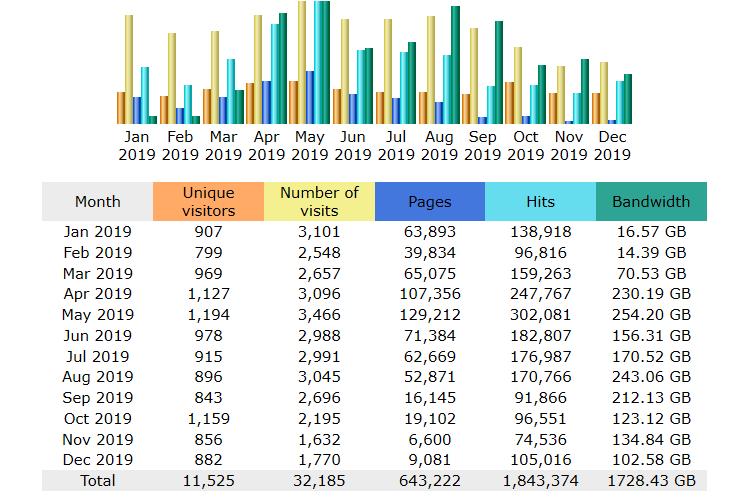 Jan Feb Mar Apr May Jun Jul Aug Sep Oct Nov Dec
2019 2019 2019 2019 2019 2019 2019 2019 2019 2019 2019 2019
Month Unique visitors Number of visits Pages Hits Bandwidth
Jan 2019 907 3,101 63,893 138,918 16.57 GB
Feb 2019 799 2,548 39,834 96,816 14.39 GB
Mar 2019 969 2,657 65,075 159,263 70.53 GB
Apr 2019 1,127 3,096 107,356 247,767 230.19 GB
May 2019 1,194 3,466 129,212 302,081 254.20 GB
Jun 2019 978 2,988 71,384 182,807 156.31 GB
Jul 2019 915 2,991 62,669 176,987 170.52 GB
Aug 2019 896 3,045 52,871 170,766 243.06 GB
Sep 2019 843 2,696 16,145 91,866 212.13 GB
Oct 2019 1,159 2,195 19,102 96,551 123.12 GB
Nov 2019 856 1,632 6,600 74,536 134.84 GB
Dec 2019 882 1,770 9,081 105,016 102.58 GB
Total 11,525 32,185 643,222 1,843,374 1728.43 GB